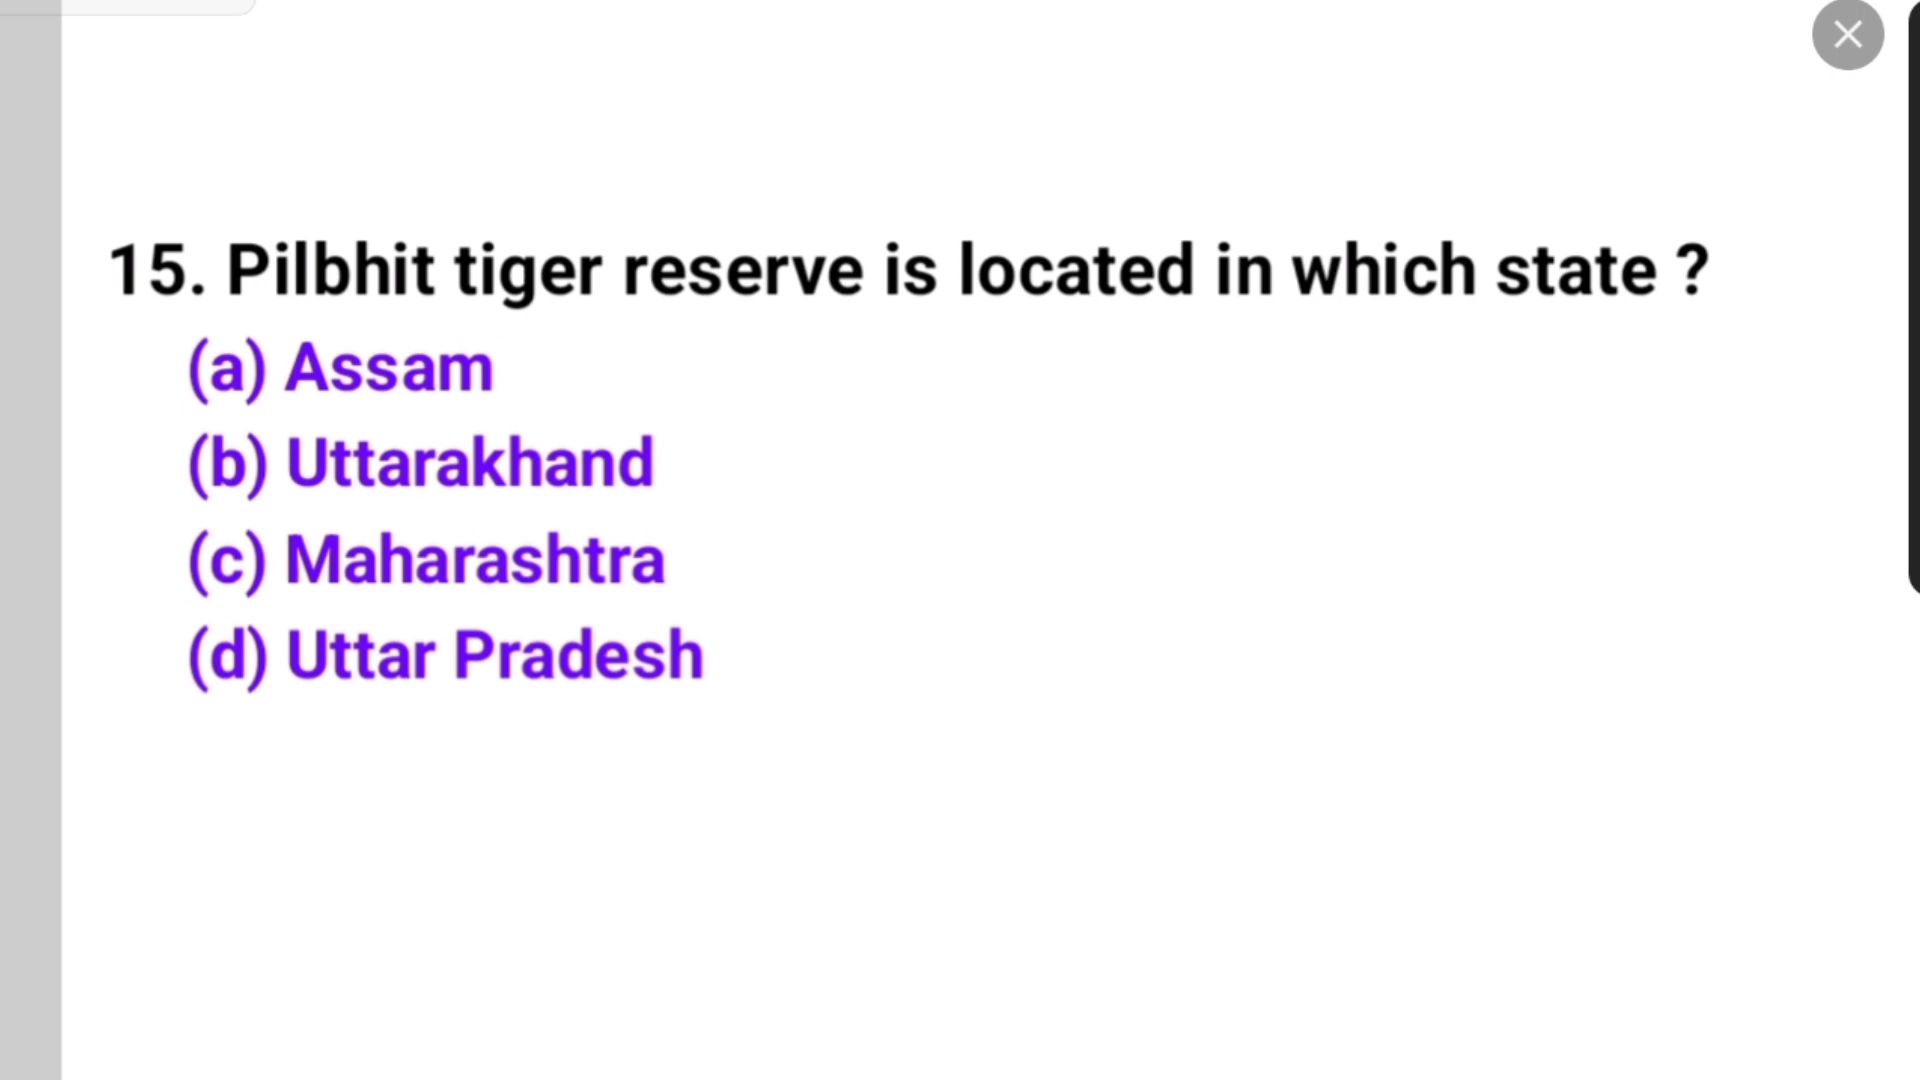 15. Pilbhit tiger reserve is located in which state ?
(a) Assam
(b) Uttarakhand
(c) Maharashtra
(d) Uttar Pradesh